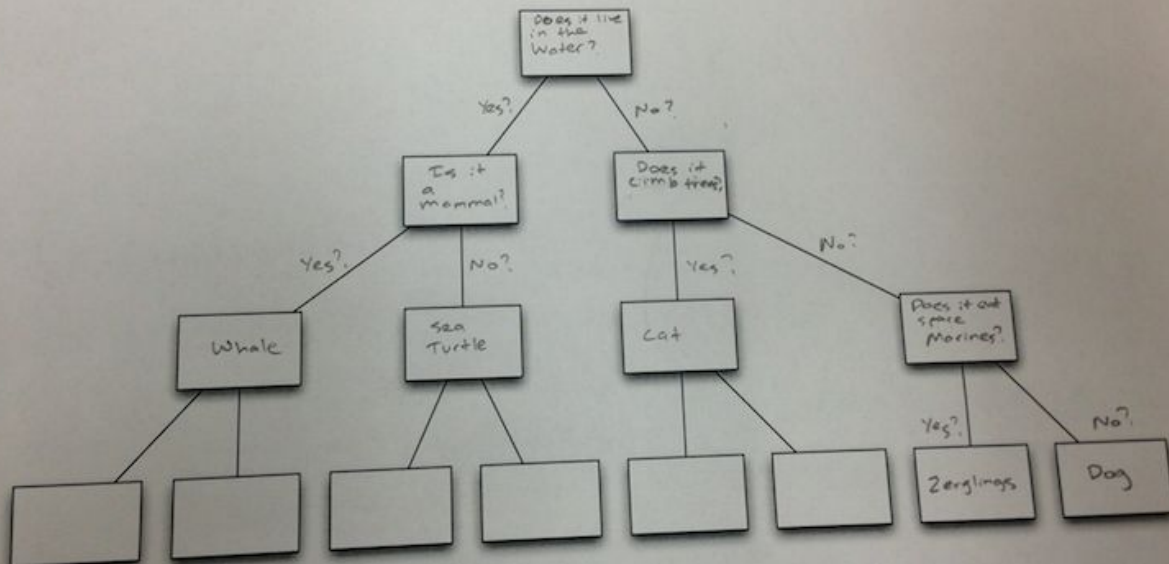 Does it live
in the
Water?
Yes?
No?
Is it
a
mammal?
Does it
climb trees?
Yes?
No?
Yes?
No?
Whale
Sea
Turtle
Cat
Does it eat
space
Marines?
Yes?
No?
Zerglings
Dog